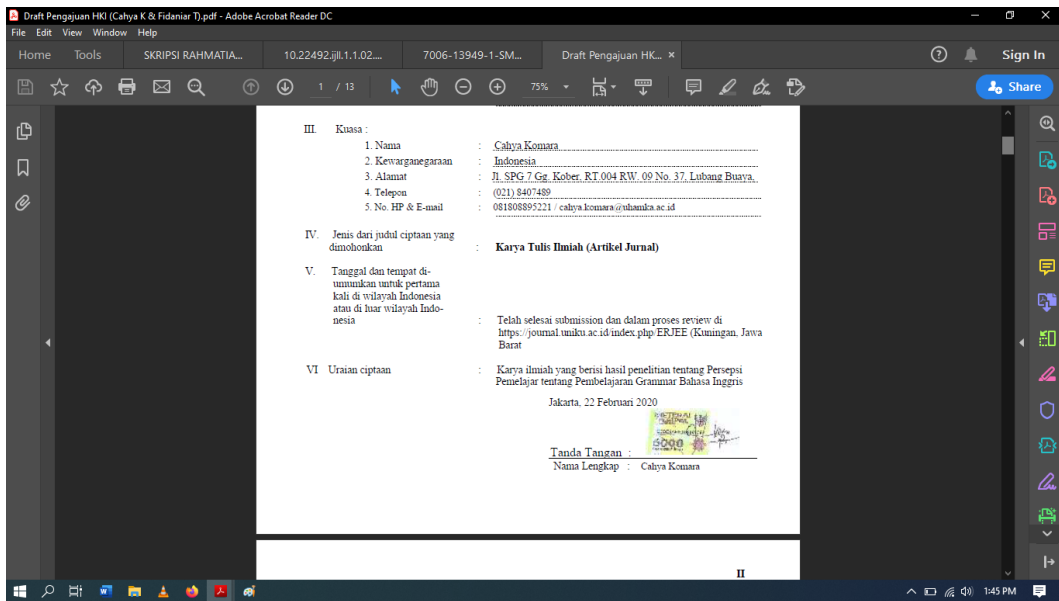 Draft Pengajuan HKI (Cahya K & Fidaniar T).pdf - Adobe Acrobat Reader DC
File Edit View Window Help
Home Tools SKRIPSI RAHMATIA... 10.22492.ijll.1.1.02.... 7006-13949-1-SM... Draft Pengajuan HK... × Sign In
1 / 13 75% Share
III. Kuasa :
1. Nama : Cahya Komara
2. Kewarganegaraan : Indonesia
3. Alamat : Jl. SPG 7 Gg. Kober, RT.004 RW. 09 No. 37, Lubang Buaya,
4. Telepon : (021) 8407489
5. No. HP & E-mail : 081808895221 / cahya.komara@uhamka.ac.id
IV. Jenis dari judul ciptaan yang
dimohonkan : Karya Tulis Ilmiah (Artikel Jurnal)
V. Tanggal dan tempat di-
umumkan untuk pertama
kali di wilayah Indonesia
atau di luar wilayah Indo-
nesia : Telah selesai submission dan dalam proses review di
https://journal.uniku.ac.id/index.php/ERJEE (Kuningan, Jawa
Barat
VI Uraian ciptaan : Karya ilmiah yang berisi hasil penelitian tentang Persepsi
Pemelajar tentang Pembelajaran Grammar Bahasa Inggris
Jakarta, 22 Februari 2020
METERAI
TEMPEL
6000
Tanda Tangan :
Nama Lengkap : Cahya Komara
II
1:45 PM